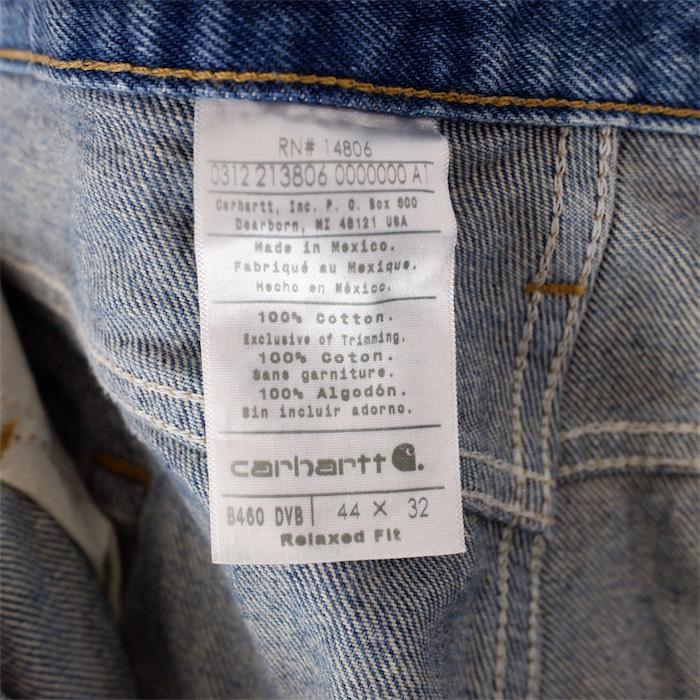 RN# 14806
0312 213806 0000000 A1
Carhartt, Inc. P. O. Box 600
Dearborn, MI 48121 USA
Made in Mexico.
Fabriqué au Mexique.
Hecho en México.
100% Cotton.
Exclusive of Trimming.
100% Coton.
Sans garniture.
100% Algodón.
Sin incluir adorno.
carhartt
B460 DVB | 44 × 32
Relaxed Fit